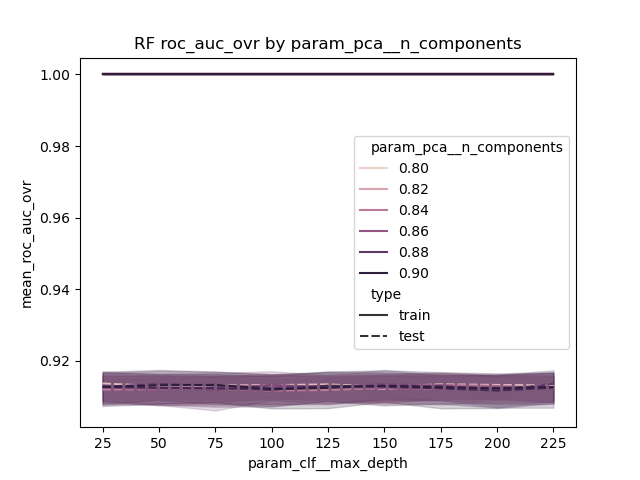 RF roc_auc_ovr by param_pca__n_components
1.00
0.98
0.96
0.94
0.92
mean_roc_auc_ovr
param_pca__n_components
0.80
0.82
0.84
0.86
0.88
0.90
type
train
test
25 50 75 100 125 150 175 200 225
param_clf__max_depth